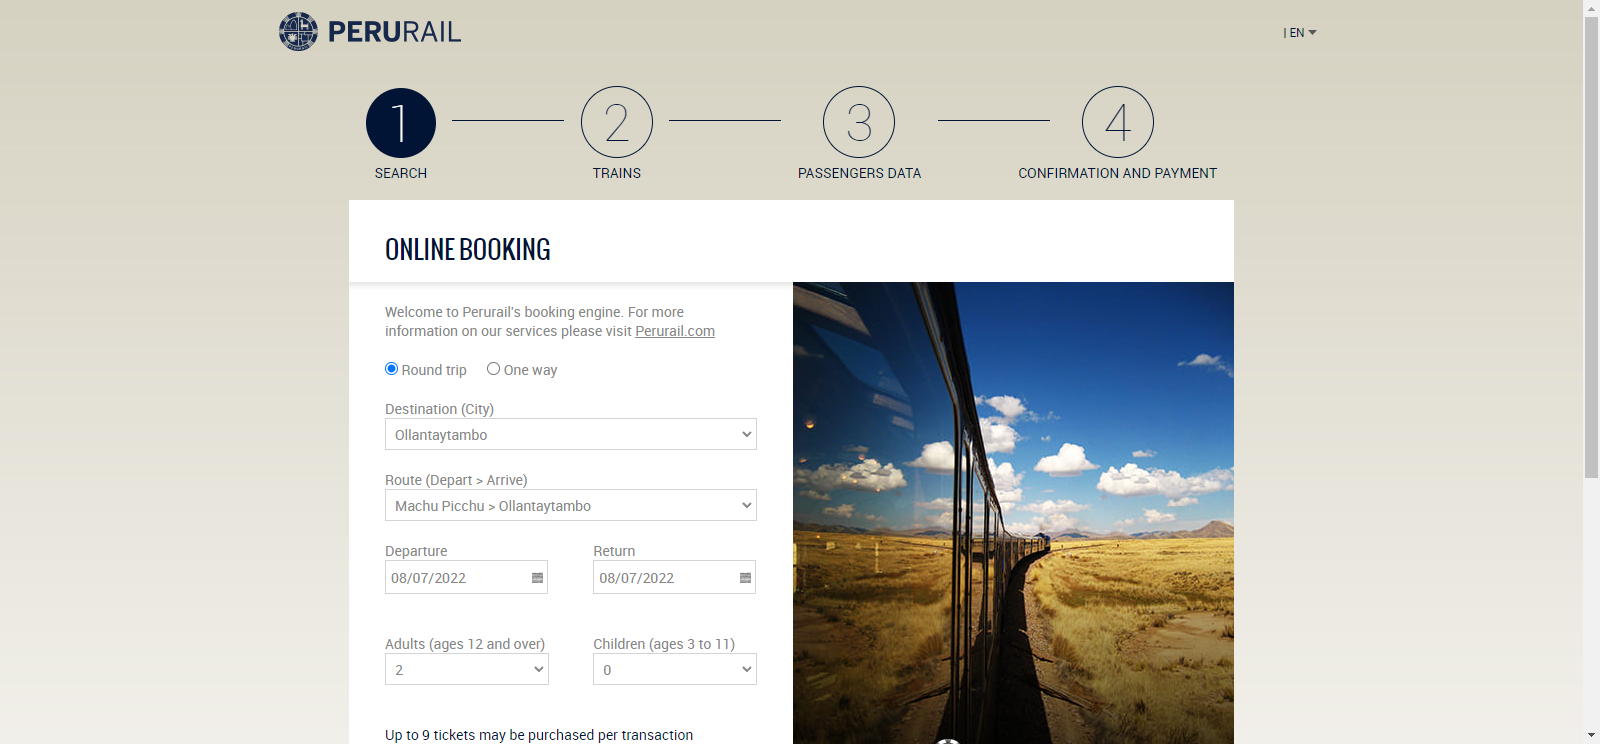 PERURAIL
| EN
1
2
3
4
SEARCH
TRAINS
PASSENGERS DATA
CONFIRMATION AND PAYMENT
ONLINE BOOKING
Welcome to Perurail's booking engine. For more
information on our services please visit Perurail.com
Round trip
One way
Destination (City)
Ollantaytambo
Route (Depart > Arrive)
Machu Picchu > Ollantaytambo
Departure
Return
08/07/2022
08/07/2022
Adults (ages 12 and over)
Children (ages 3 to 11)
2
0
Up to 9 tickets may be purchased per transaction